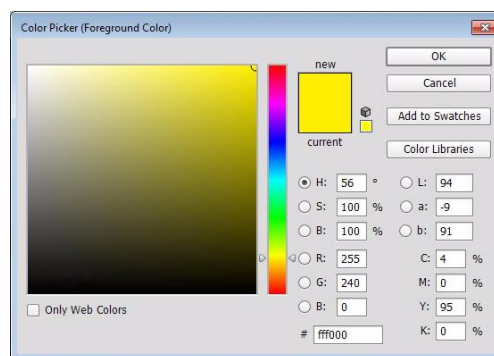 Color Picker (Foreground Color)
new
current
OK
Cancel
Add to Swatches
Color Libraries
H: 56 °
S: 100 %
B: 100 %
R: 255
G: 240
B: 0
# fff000
L: 94
a: -9
b: 91
C: 4 %
M: 0 %
Y: 95 %
K: 0 %
Only Web Colors